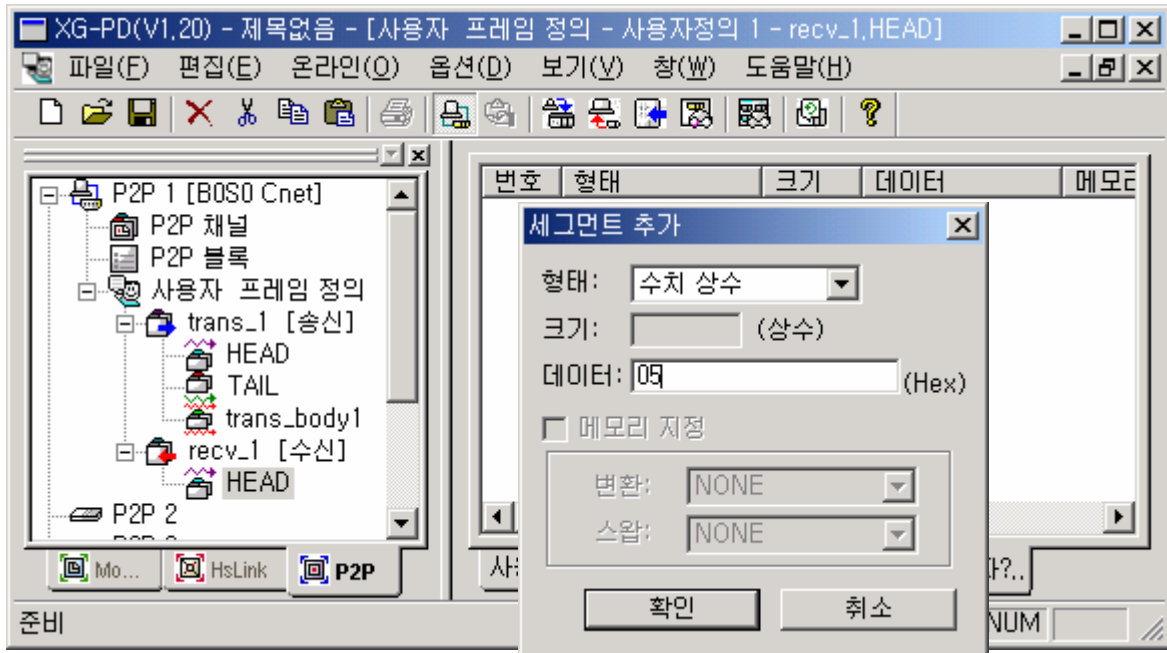 XG-PD(V1,20) - 제목없음 - [사용자 프레임 정의 - 사용자정의 1 - recv_1,HEAD]
파일(F) 편집(E) 온라인(O) 옵션(D) 보기(V) 창(W) 도움말(H)
P2P 1 [B0S0 Cnet]
P2P 채널
P2P 블록
사용자 프레임 정의
trans_1 [송신]
HEAD
TAIL
trans_body1
recv_1 [수신]
HEAD
P2P 2
Mo... HsLink P2P
번호 형태 크기 데이터
세그먼트 추가
형태: 수치 상수
크기: (상수)
데이터: 05 (Hex)
메모리 지정
변환: NONE
스왑: NONE
확인 취소
준비
NUM